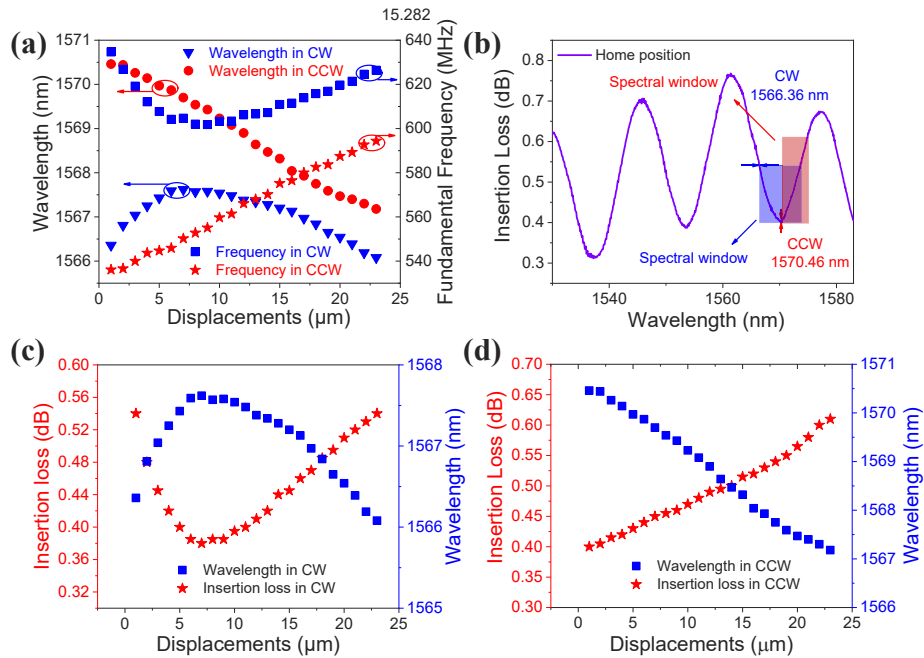 15.282
(a)
1571
1570
1569
1568
1567
1566
Wavelength (nm)
Wavelength in CW
Wavelength in CCW
Frequency in CW
Frequency in CCW
640
620
600
580
560
540
Fundamental Frequency (MHz)
0 5 10 15 20 25
Displacements (μm)
(b)
0.8
0.7
0.6
0.5
0.4
0.3
Insertion Loss (dB)
Home position
Spectral window
CW
1566.36 nm
Spectral window
CCW
1570.46 nm
1540 1560 1580
Wavelength (nm)
(c)
0.60
0.56
0.52
0.48
0.44
0.40
0.36
0.32
Insertion loss (dB)
Wavelength in CW
Insertion loss in CW
1568
1567
1566
1565
Wavelength (nm)
0 5 10 15 20 25
Displacements (μm)
(d)
0.65
0.60
0.55
0.50
0.45
0.40
0.35
0.30
Insertion Loss (dB)
Wavelength in CCW
Insertion loss in CCW
1571
1570
1569
1568
1567
1566
Wavelength (nm)
0 5 10 15 20 25
Displacements (μm)